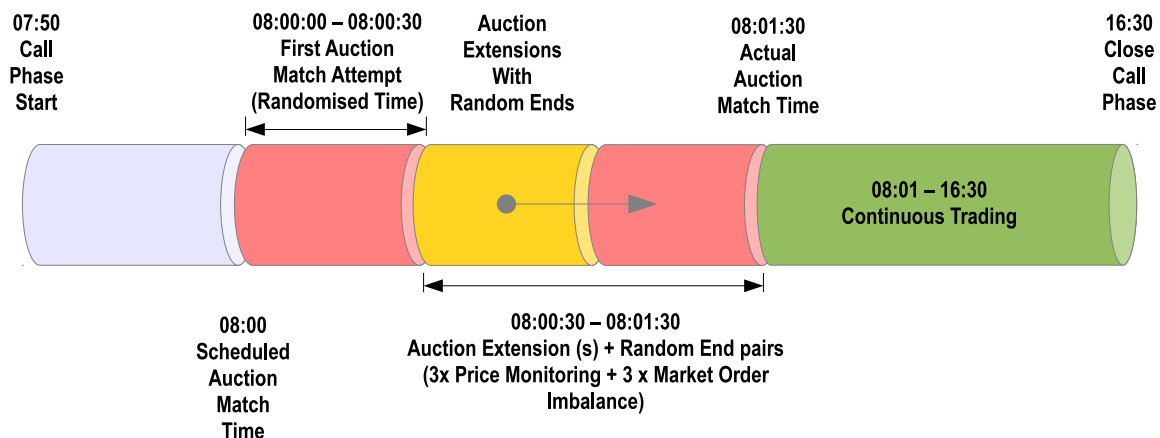 07:50
Call
Phase
Start
08:00:00 – 08:00:30
First Auction
Match Attempt
(Randomised Time)
Auction
Extensions
With
Random Ends
08:01:30
Actual
Auction
Match Time
16:30
Close
Call
Phase
08:01 – 16:30
Continuous Trading
08:00
Scheduled
Auction
Match
Time
08:00:30 – 08:01:30
Auction Extension (s) + Random End pairs
(3x Price Monitoring + 3 x Market Order
Imbalance)